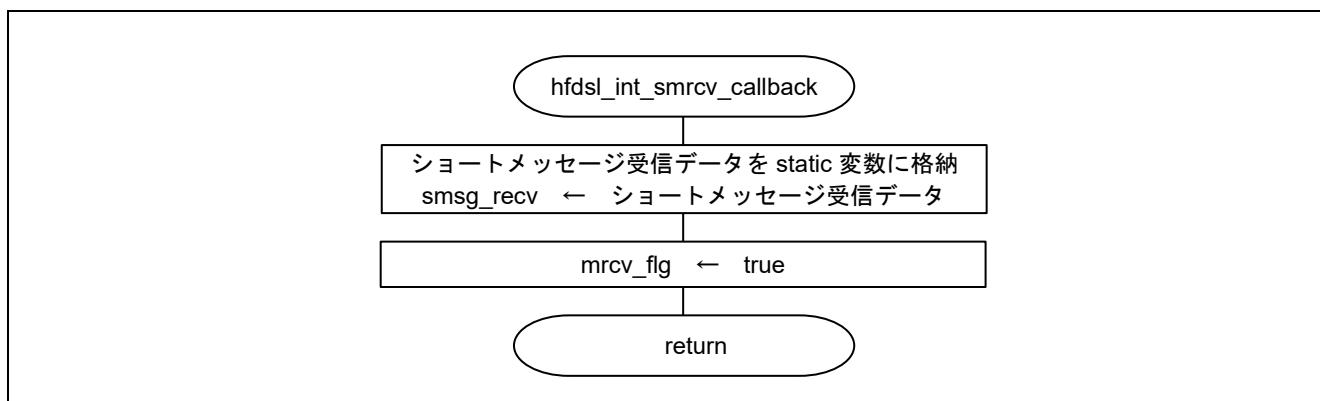 hfdsl_int_smrcv_callback
ショートメッセージ受信データを static 変数に格納
smsg_recv ← ショートメッセージ受信データ
mrcv_flg ← true
return